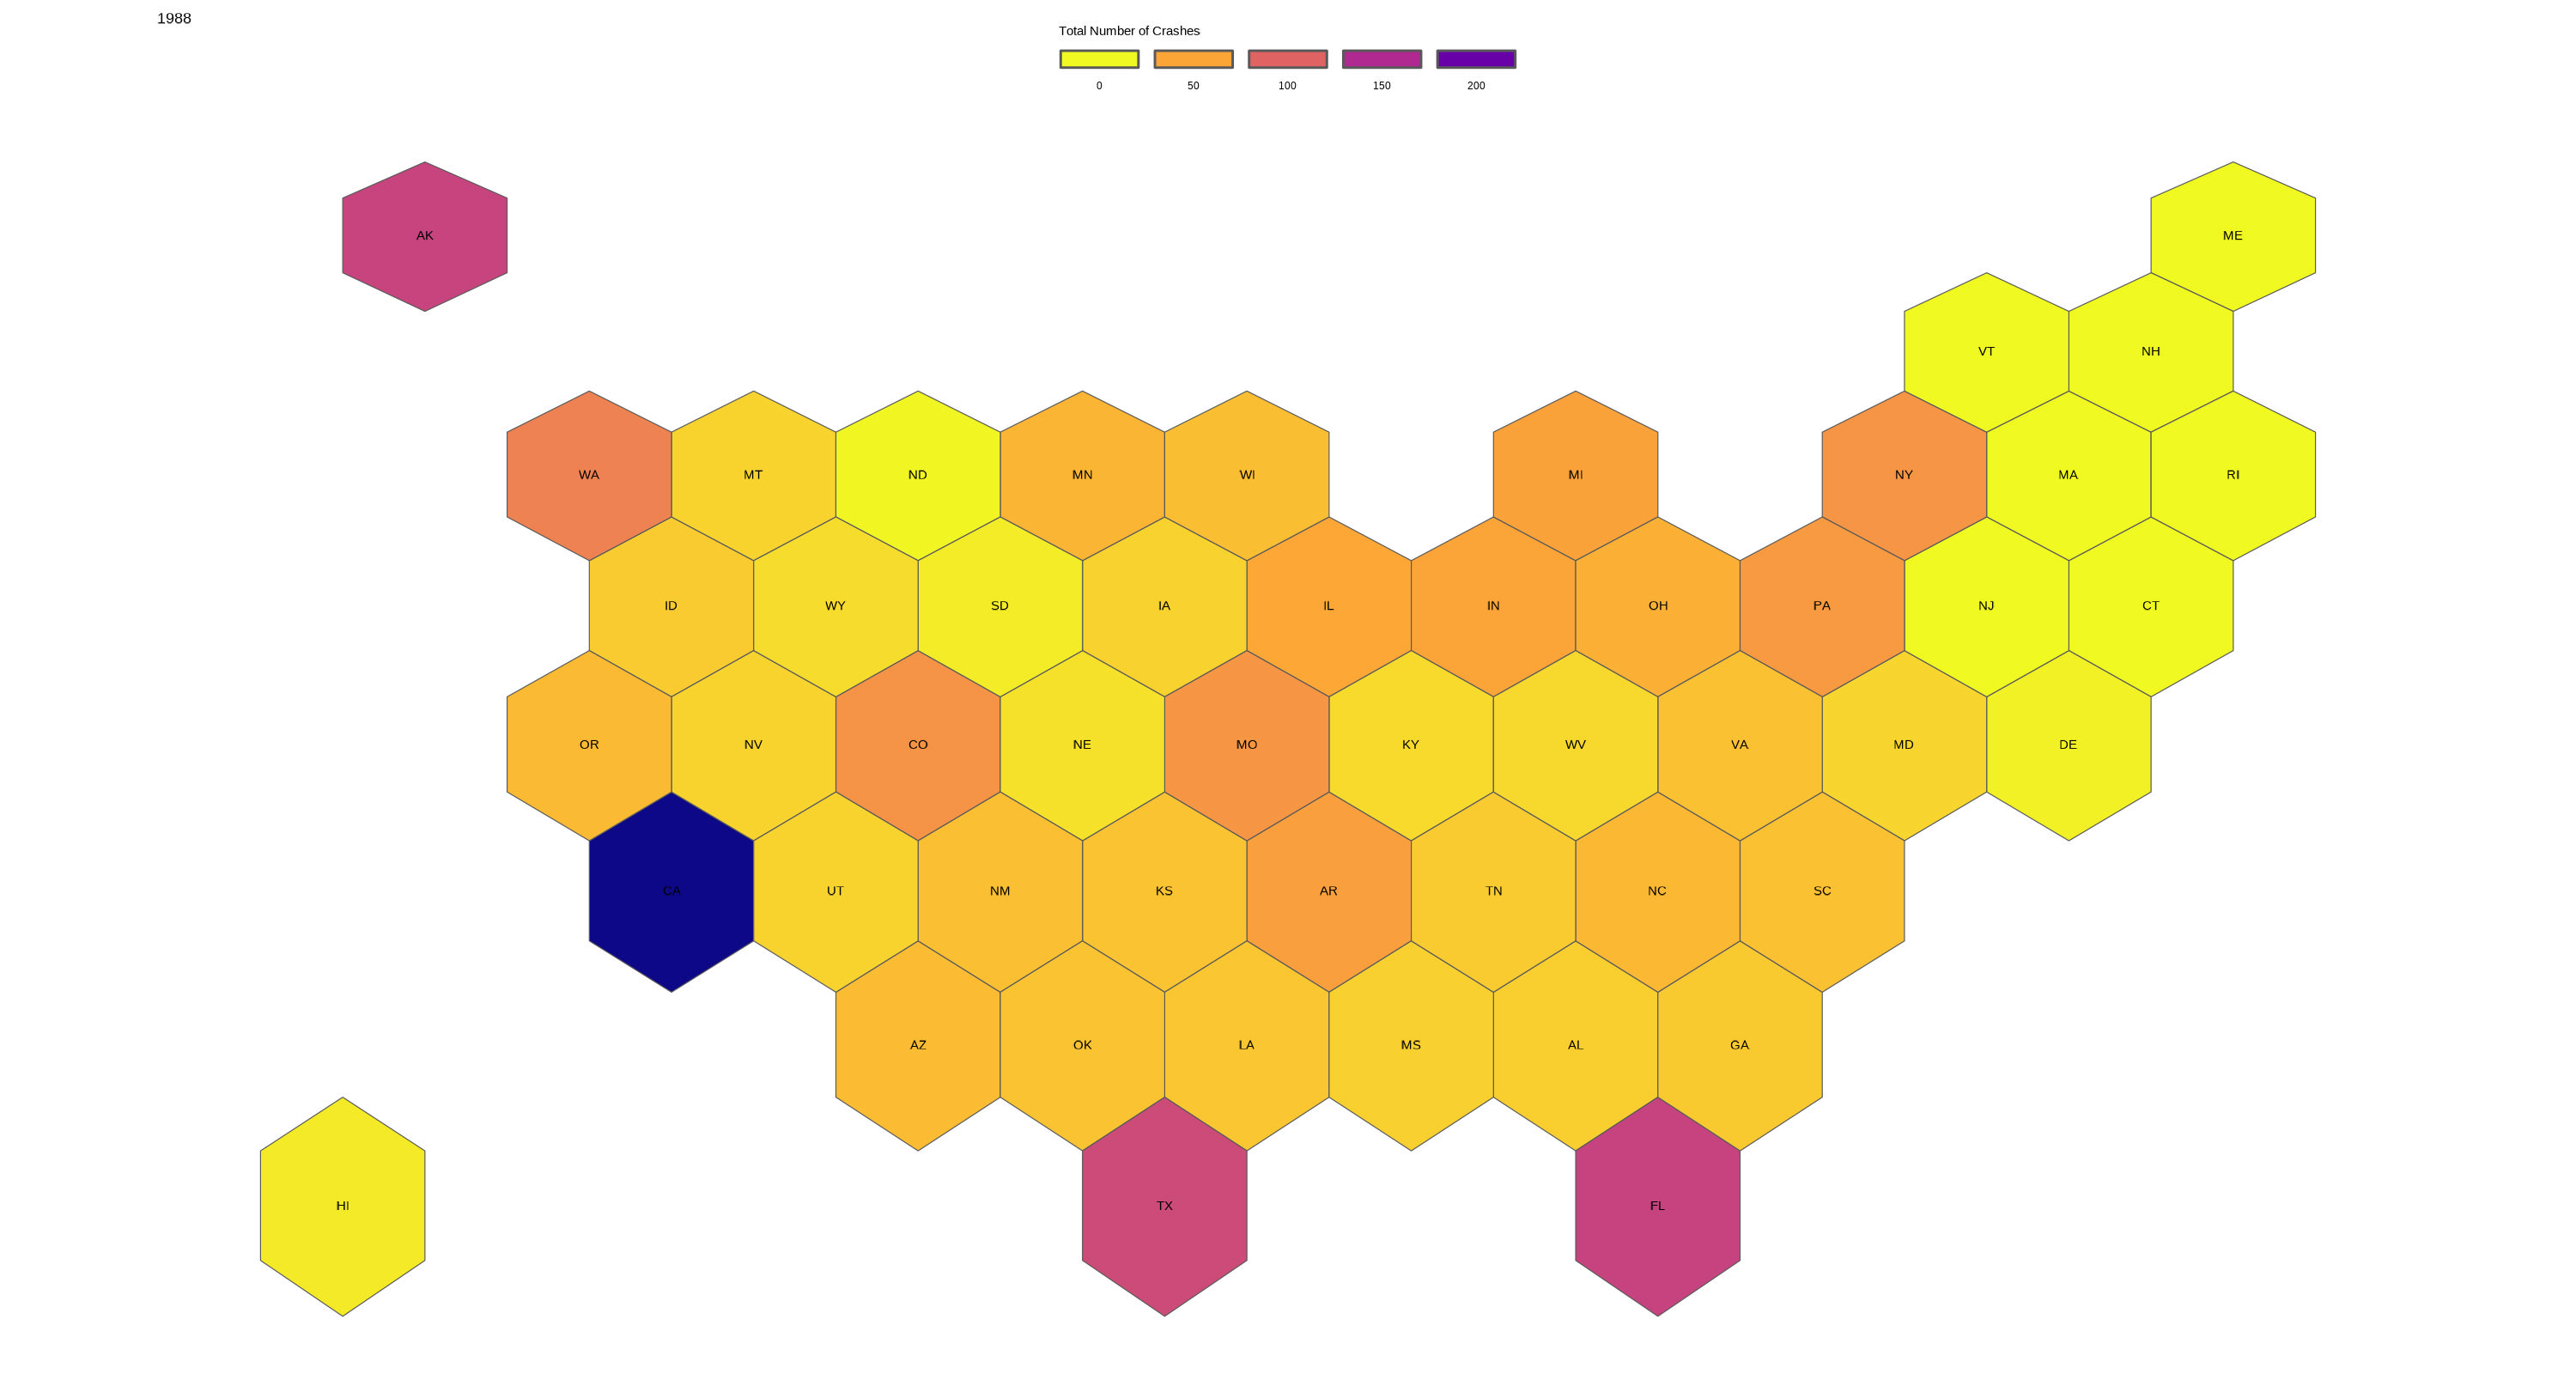 1988
Total Number of Crashes
0 50 100 150 200
AK ME
VT NH
WA MT ND MN WI MI NY MA RI
ID WY SD IA IL IN OH PA NJ CT
OR NV CO NE MO KY WV VA MD DE
CA UT NM KS AR TN NC SC
AZ OK LA MS AL GA
HI TX FL